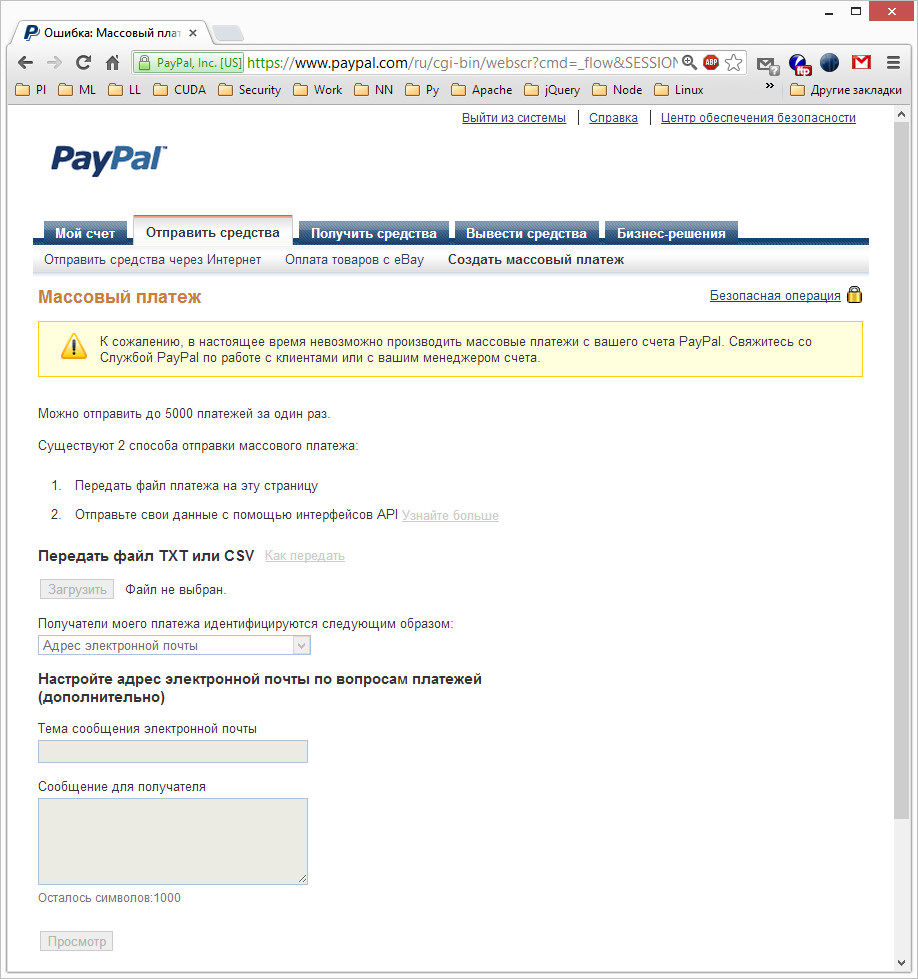 Ошибка: Массовый плат
PayPal, Inc. [US] https://www.paypal.com/ru/cgi-bin/webscr?cmd=_flow&SESSION ABP
PI ML LL CUDA Security Work NN Py Apache jQuery Node Linux » Другие закладки
Выйти из системы Справка Центр обеспечения безопасности
PayPal™
Мой счет Отправить средства Получить средства Вывести средства Бизнес-решения
Отправить средства через Интернет Оплата товаров с eBay Создать массовый платеж
Массовый платеж Безопасная операция
К сожалению, в настоящее время невозможно производить массовые платежи с вашего счета PayPal. Свяжитесь со
Службой PayPal по работе с клиентами или с вашим менеджером счета.
Можно отправить до 5000 платежей за один раз.
Существуют 2 способа отправки массового платежа:
1. Передать файл платежа на эту страницу
2. Отправьте свои данные с помощью интерфейсов API Узнайте больше
Передать файл TXT или CSV Как передать
Загрузить Файл не выбран.
Получатели моего платежа идентифицируются следующим образом:
Адрес электронной почты
Настройте адрес электронной почты по вопросам платежей
(дополнительно)
Тема сообщения электронной почты
Сообщение для получателя
Осталось символов:1000
Просмотр